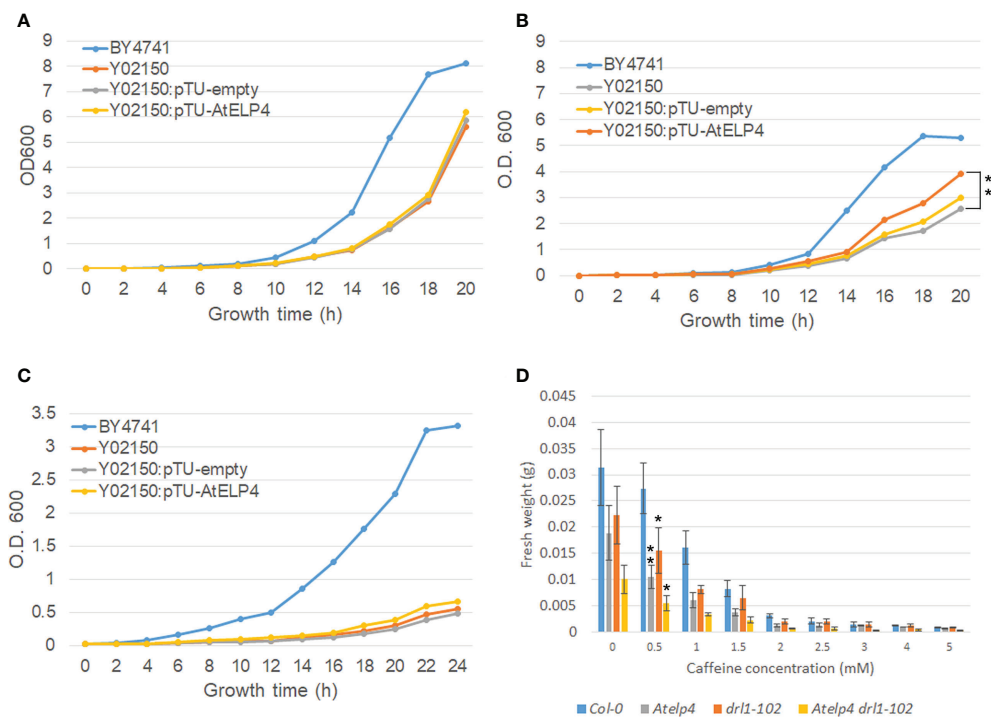 A
9
8
7
6
5
4
3
2
1
0
OD600
BY4741
Y02150
Y02150:pTU-empty
Y02150:pTU-AtELP4
0 2 4 6 8 10 12 14 16 18 20
Growth time (h)
B
9
8
7
6
5
4
3
2
1
0
O.D. 600
BY4741
Y02150
Y02150:pTU-empty
Y02150:pTU-AtELP4
* *
0 2 4 6 8 10 12 14 16 18 20
Growth time (h)
C
3.5
3
2.5
2
1.5
1
0.5
0
O.D. 600
BY4741
Y02150
Y02150:pTU-empty
Y02150:pTU-AtELP4
0 2 4 6 8 10 12 14 16 18 20 22 24
Growth time (h)
D
0.045
0.04
0.035
0.03
0.025
0.02
0.015
0.01
0.005
0
Fresh weight (g)
* *
*
*
0 0.5 1 1.5 2 2.5 3 4 5
Caffeine concentration (mM)
Col-0 Atelp4 drl1-102 Atelp4 drl1-102